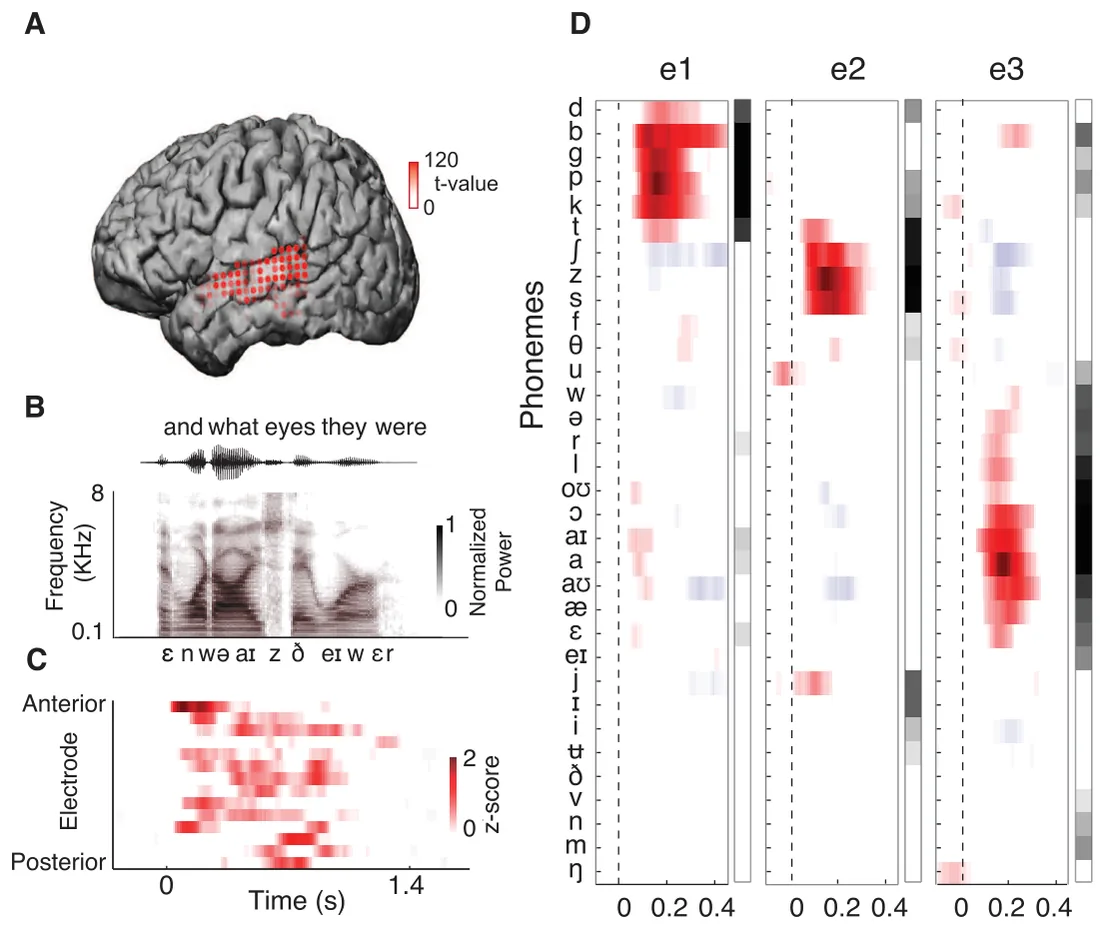 A
120
t-value
0
B
and what eyes they were
8
Frequency
(KHz)
0.1
1
Normalized
Power
0
ɛ n w ə aɪ z ð eɪ w ɛ r
C
Anterior
Electrode
Posterior
2
z-score
0
0 1.4
Time (s)
D
e1 e2 e3
Phonemes
d
b
g
p
k
t
ʃ
z
s
f
θ
u
w
ə
r
l
oʊ
ɔ
aɪ
a
aʊ
æ
ɛ
eɪ
j
ɪ
i
ʉ
ð
v
n
m
ŋ
0 0.2 0.4 0 0.2 0.4 0 0.2 0.4